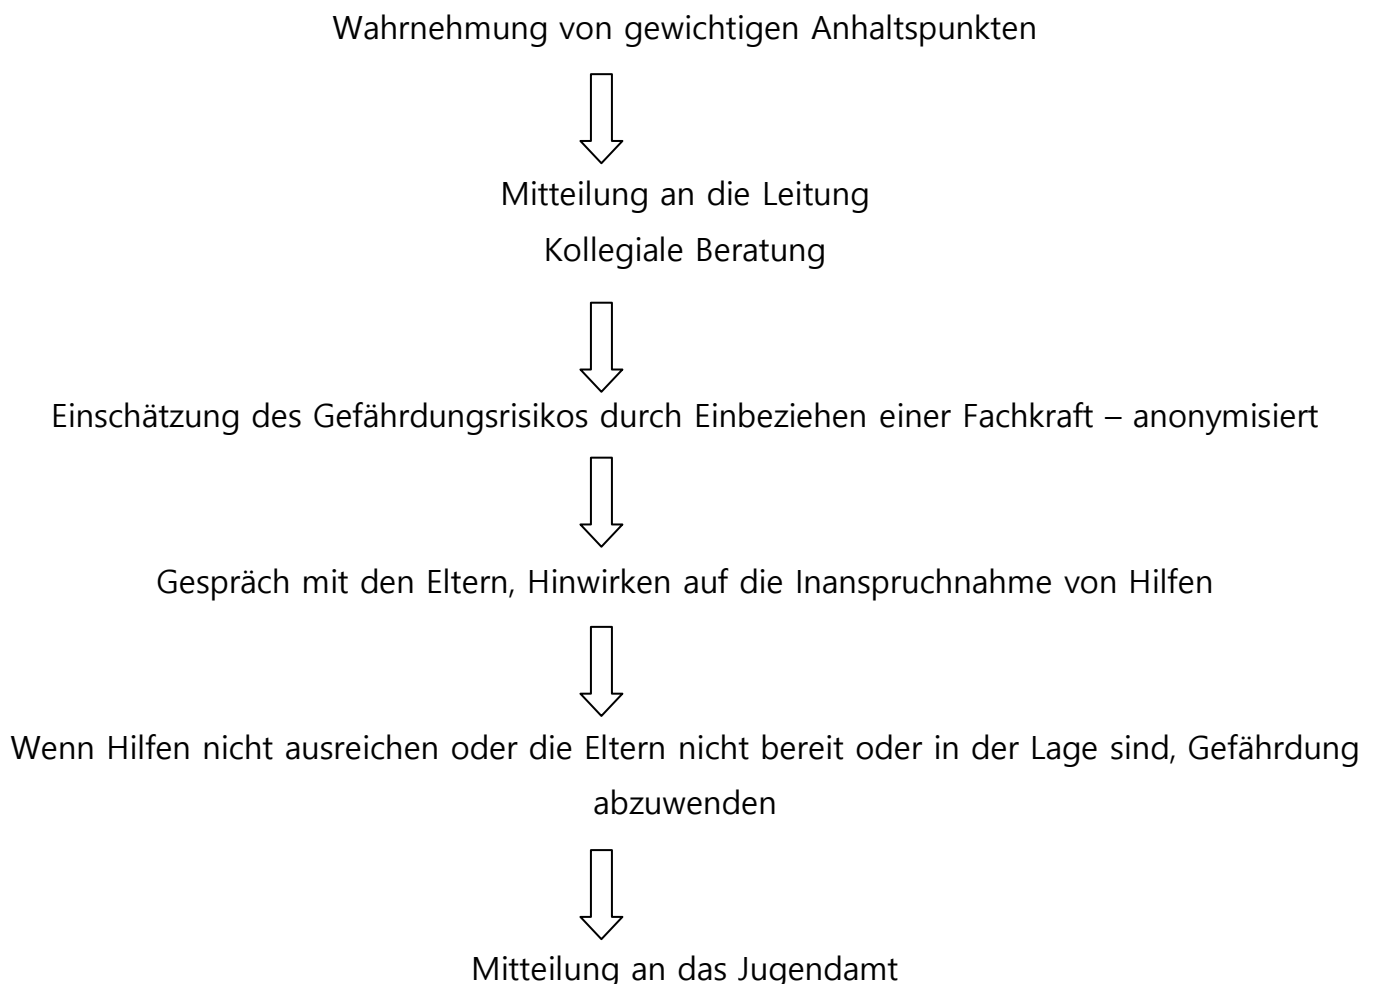 Wahrnehmung von gewichtigen Anhaltspunkten
Mitteilung an die Leitung
Kollegiale Beratung
Einschätzung des Gefährdungsrisikos durch Einbeziehen einer Fachkraft – anonymisiert
Gespräch mit den Eltern, Hinwirken auf die Inanspruchnahme von Hilfen
Wenn Hilfen nicht ausreichen oder die Eltern nicht bereit oder in der Lage sind, Gefährdung
abzuwenden
Mitteilung an das Jugendamt